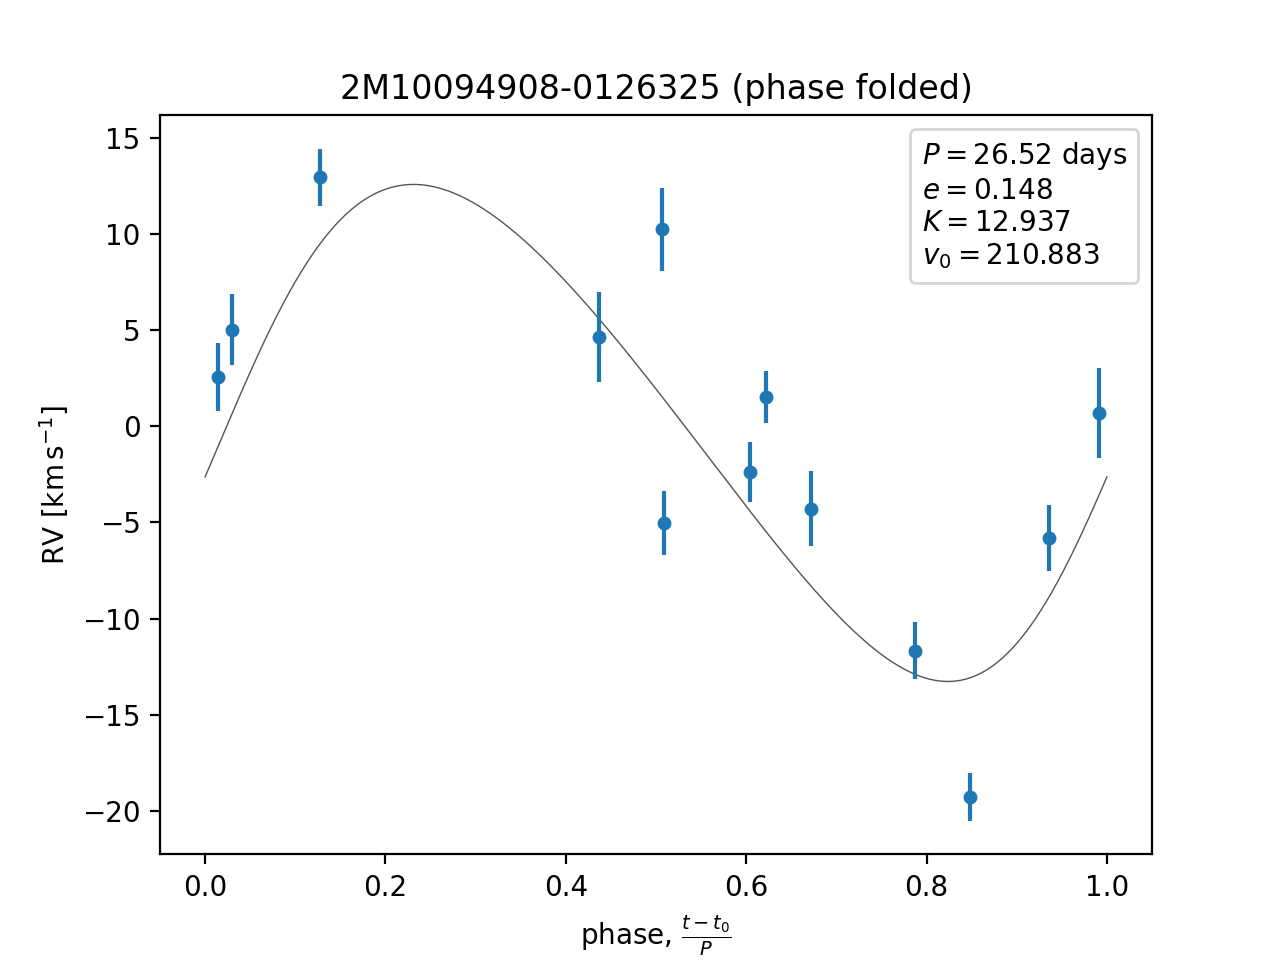 2M10094908-0126325 (phase folded)
P = 26.52 days
e = 0.148
K = 12.937
v₀ = 210.883
15
10
5
0
−5
−10
−15
−20
RV [km s⁻¹]
0.0 0.2 0.4 0.6 0.8 1.0
phase, (t − t₀)/P